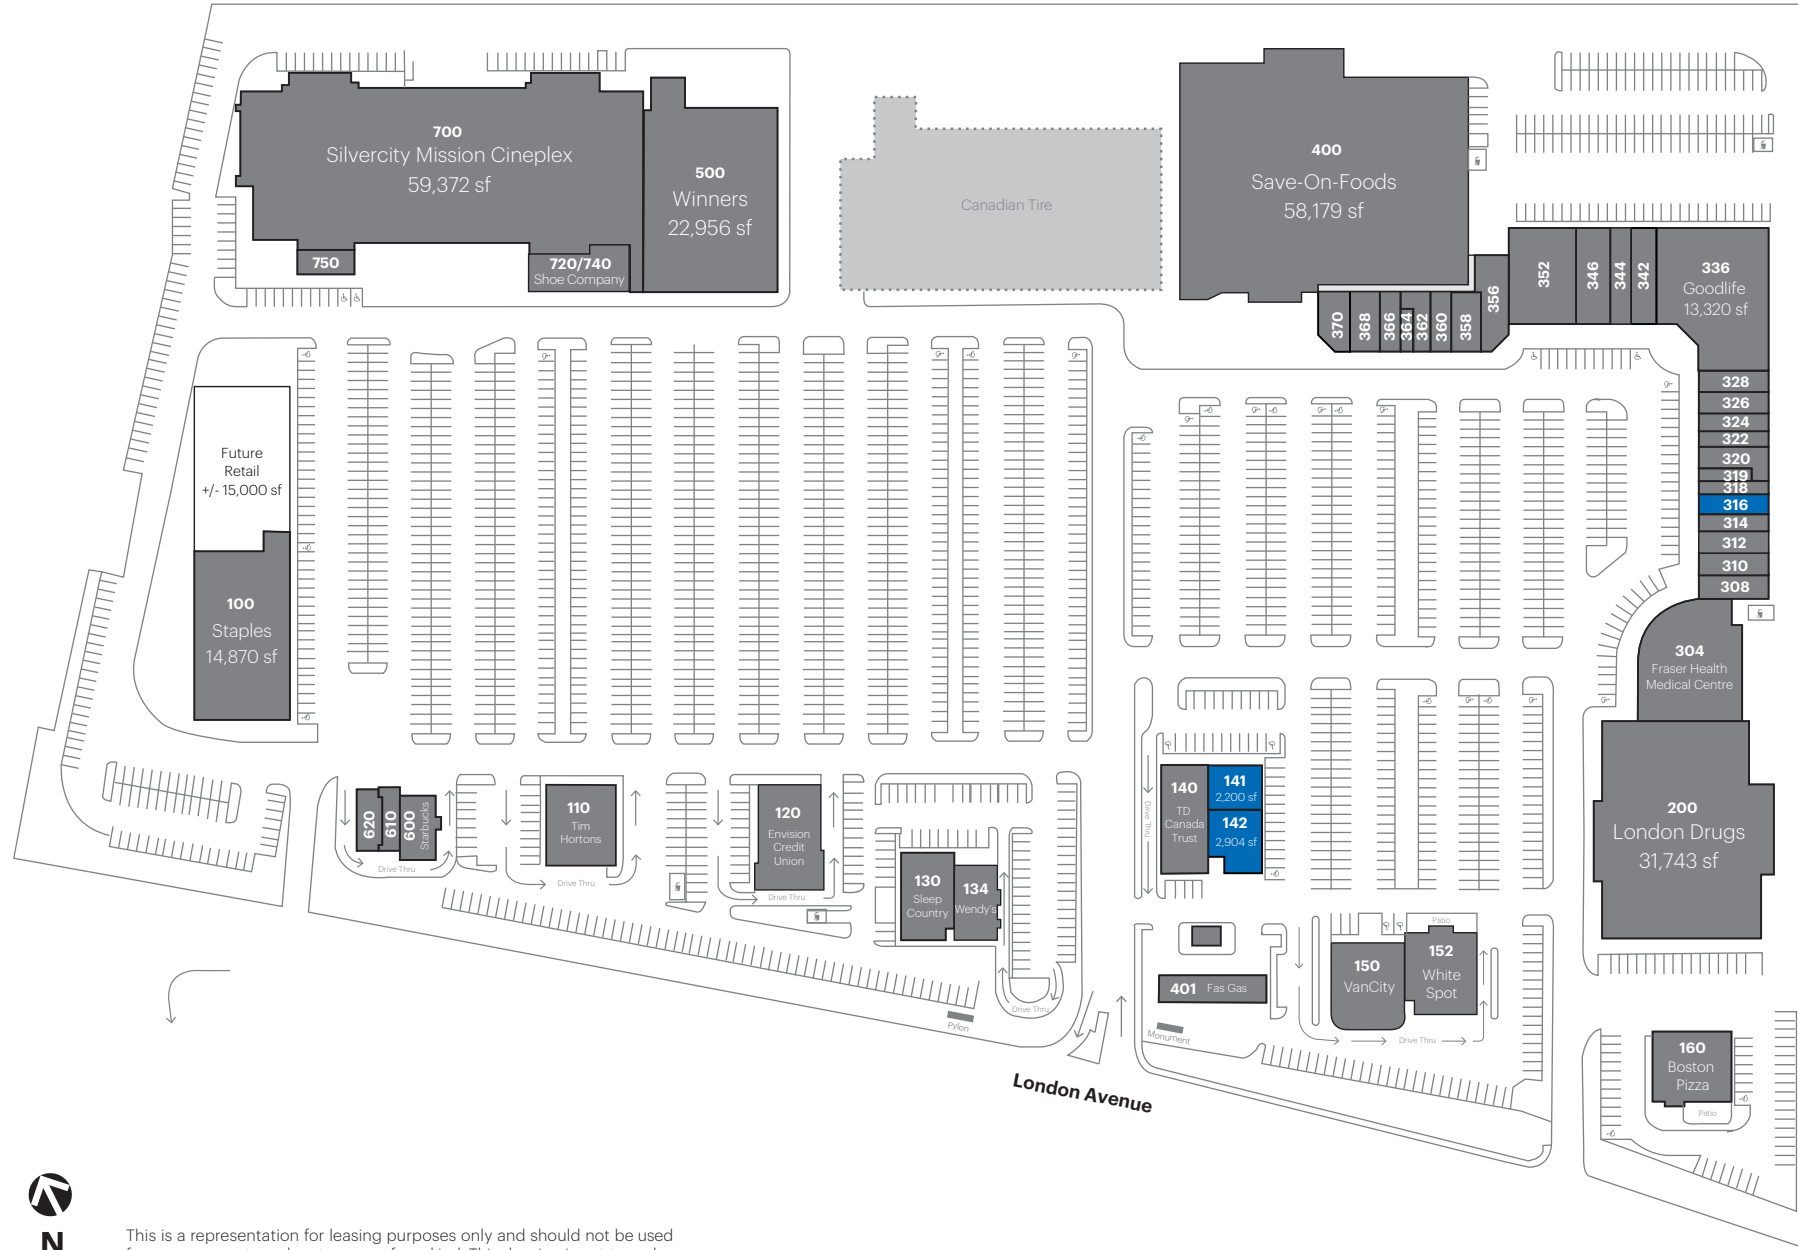 700
Silvercity Mission Cineplex
59,372 sf
500
Winners
22,956 sf
750
720/740
Shoe Company
Canadian Tire
400
Save-On-Foods
58,179 sf
370
368
366
364
362
360
358
356
352
346
344
342
336
Goodlife
13,320 sf
328
326
324
322
320
319
318
316
314
312
310
308
304
Fraser Health
Medical Centre
200
London Drugs
31,743 sf
Future
Retail
+/- 15,000 sf
100
Staples
14,870 sf
620
610
600
Starbucks
Drive Thru
110
Tim
Hortons
Drive Thru
120
Envision
Credit
Union
Drive Thru
130
Sleep
Country
134
Wendy's
Drive Thru
Drive Thru
140
TD
Canada
Trust
141
2,200 sf
142
2,904 sf
401 Fas Gas
150
VanCity
Patio
152
White
Spot
Drive Thru
160
Boston
Pizza
Patio
Pylon
Monument
London Avenue
N
This is a representation for leasing purposes only and should not be used